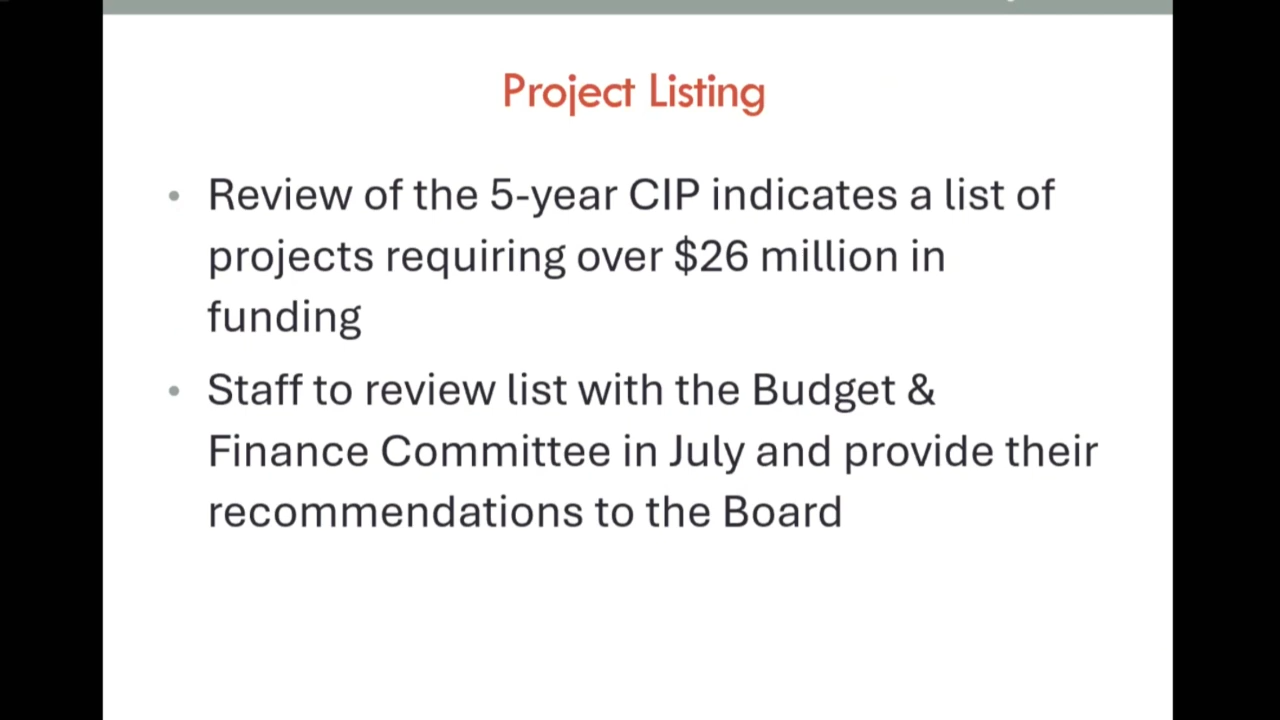 Project Listing
• Review of the 5-year CIP indicates a list of
projects requiring over $26 million in
funding
• Staff to review list with the Budget &
Finance Committee in July and provide their
recommendations to the Board